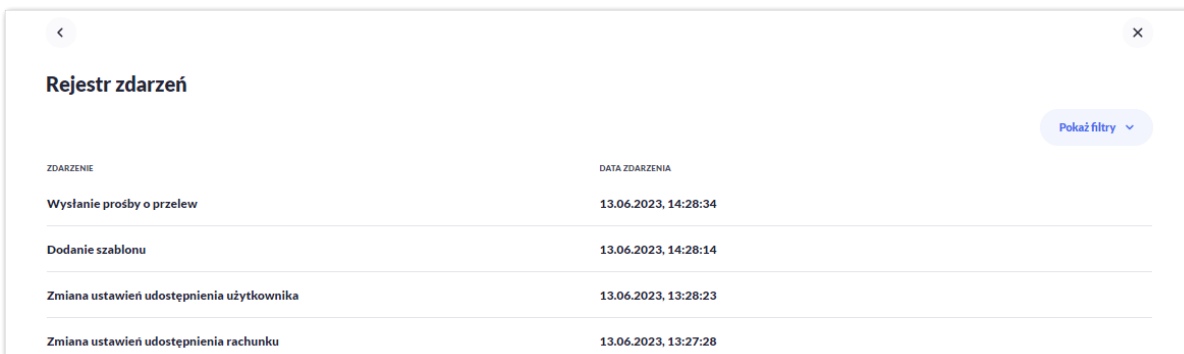 Rejestr zdarzeń
Pokaż filtry
ZDARZENIE DATA ZDARZENIA
Wysłanie prośby o przelew 13.06.2023, 14:28:34
Dodanie szablonu 13.06.2023, 14:28:14
Zmiana ustawień udostępnienia użytkownika 13.06.2023, 13:28:23
Zmiana ustawień udostępnienia rachunku 13.06.2023, 13:27:28